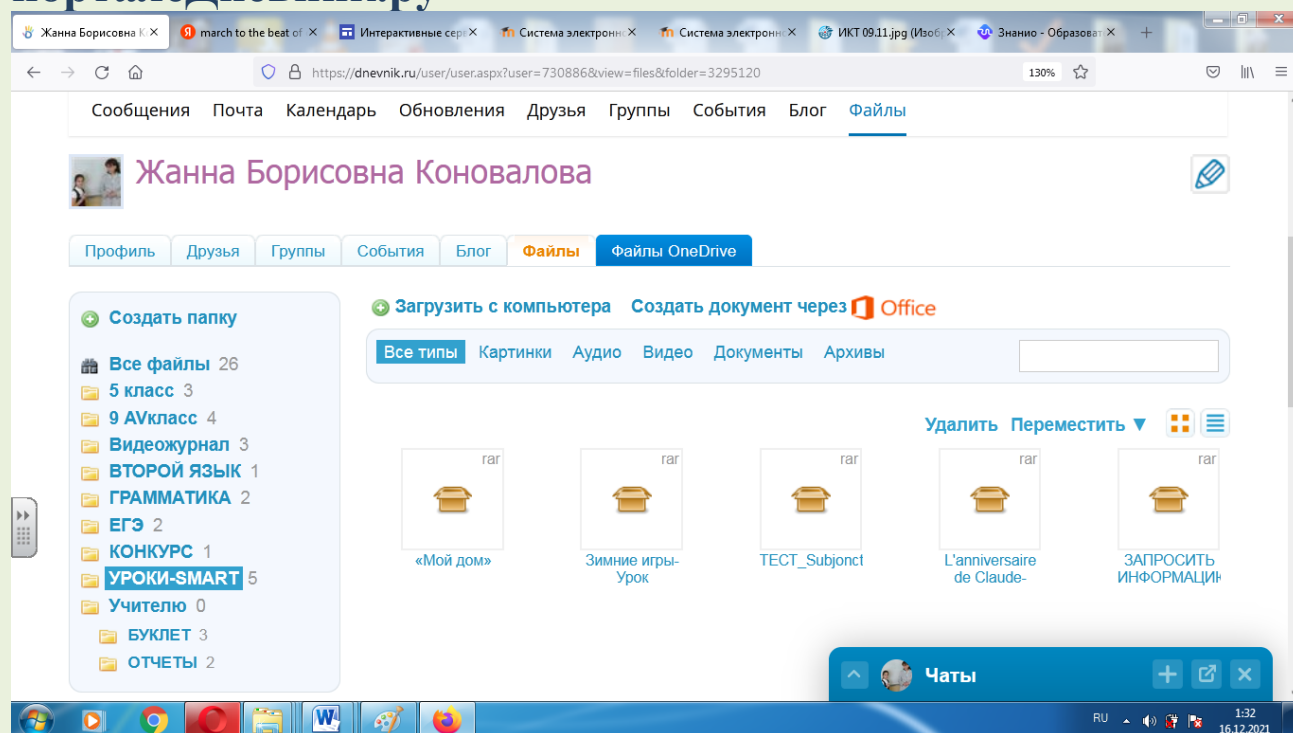 Жанна Борисовна К march to the beat of Интерактивные серв Система электронн Система электронн ИКТ 09.11.jpg (Изобр Знанио - Образоват
https://dnevnik.ru/user/user.aspx?user=730886&view=files&folder=3295120 130%
Сообщения Почта Календарь Обновления Друзья Группы События Блог Файлы
Жанна Борисовна Коновалова
Профиль Друзья Группы События Блог Файлы Файлы OneDrive
Создать папку
Все файлы 26
5 класс 3
9 АVкласс 4
Видеожурнал 3
ВТОРОЙ ЯЗЫК 1
ГРАММАТИКА 2
ЕГЭ 2
КОНКУРС 1
УРОКИ-SMART 5
Учителю 0
БУКЛЕТ 3
ОТЧЕТЫ 2
Загрузить с компьютера Создать документ через Office
Все типы Картинки Аудио Видео Документы Архивы
Удалить Переместить ▼
rar rar rar rar rar
«Мой дом»
Зимние игры-
Урок
ТЕСТ_Subjonct
L'anniversaire
de Claude-
ЗАПРОСИТЬ
ИНФОРМАЦИ
Чаты
RU 1:32
16.12.2021